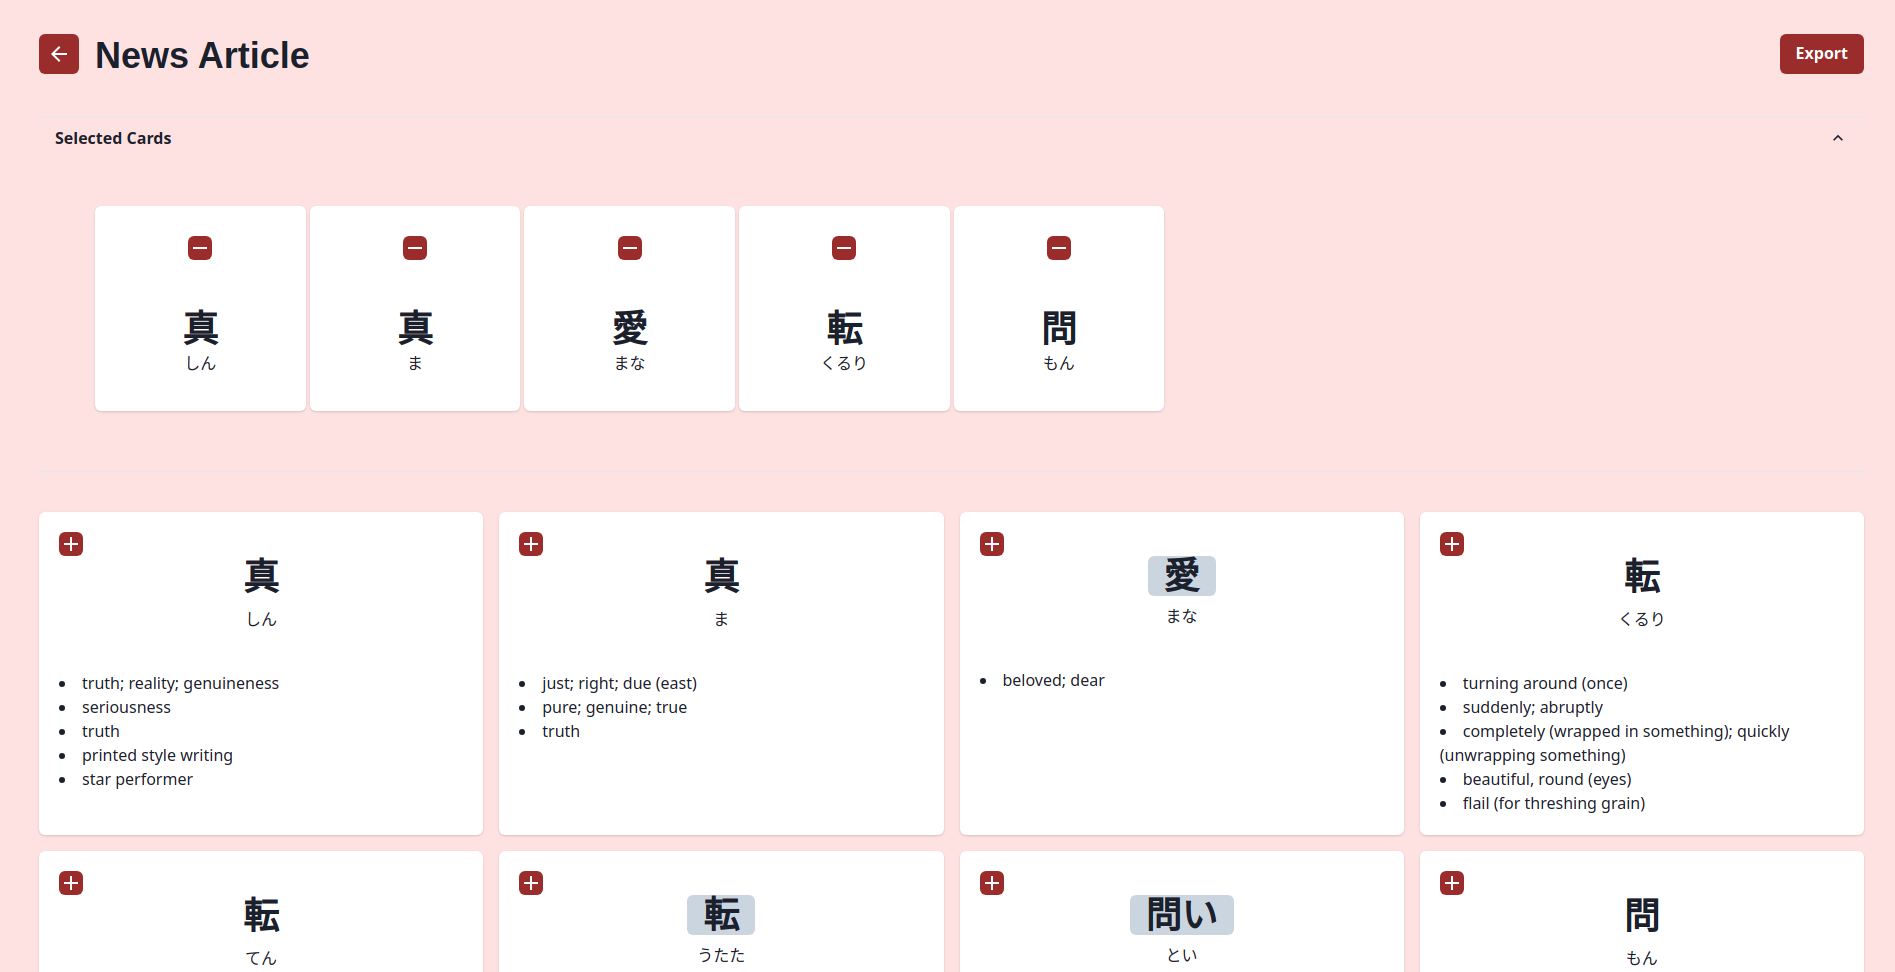 News Article
Export
Selected Cards
真
しん
真
ま
愛
まな
転
くるり
問
もん
真
しん
truth; reality; genuineness
seriousness
truth
printed style writing
star performer
真
ま
just; right; due (east)
pure; genuine; true
truth
愛
まな
beloved; dear
転
くるり
turning around (once)
suddenly; abruptly
completely (wrapped in something); quickly
(unwrapping something)
beautiful, round (eyes)
flail (for threshing grain)
転
てん
転
うたた
問い
とい
問
もん